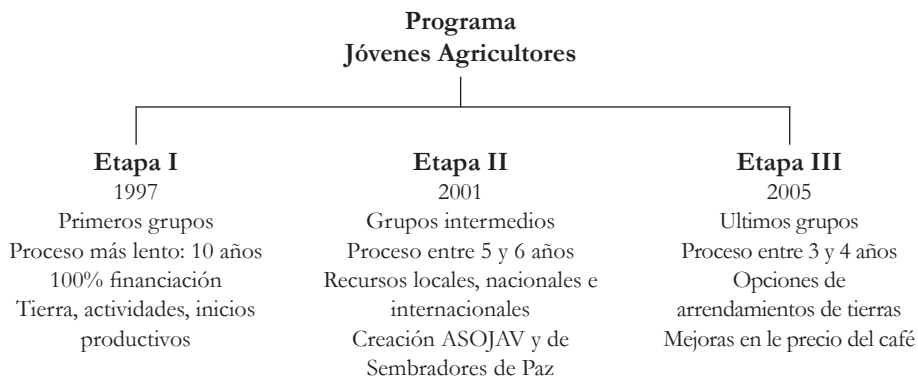 Programa
Jóvenes Agricultores
Etapa I
1997
Primeros grupos
Proceso más lento: 10 años
100% financiación
Tierra, actividades, inicios
productivos
Etapa II
2001
Grupos intermedios
Proceso entre 5 y 6 años
Recursos locales, nacionales e
internacionales
Creación ASOJAV y de
Sembradores de Paz
Etapa III
2005
Ultimos grupos
Proceso entre 3 y 4 años
Opciones de
arrendamientos de tierras
Mejoras en le precio del café